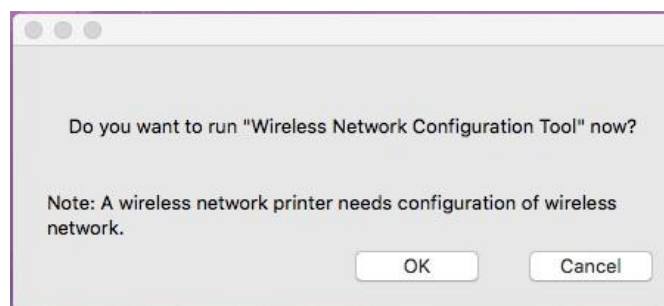 Do you want to run "Wireless Network Configuration Tool" now?
Note: A wireless network printer needs configuration of wireless
network.
OK Cancel